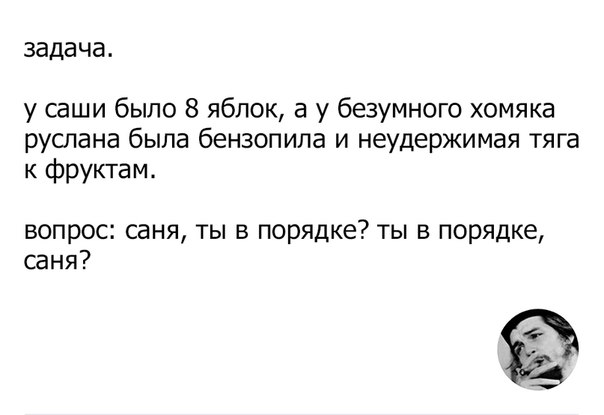 задача.
у саши было 8 яблок, а у безумного хомяка
руслана была бензопила и неудержимая тяга
к фруктам.
вопрос: саня, ты в порядке? ты в порядке,
саня?